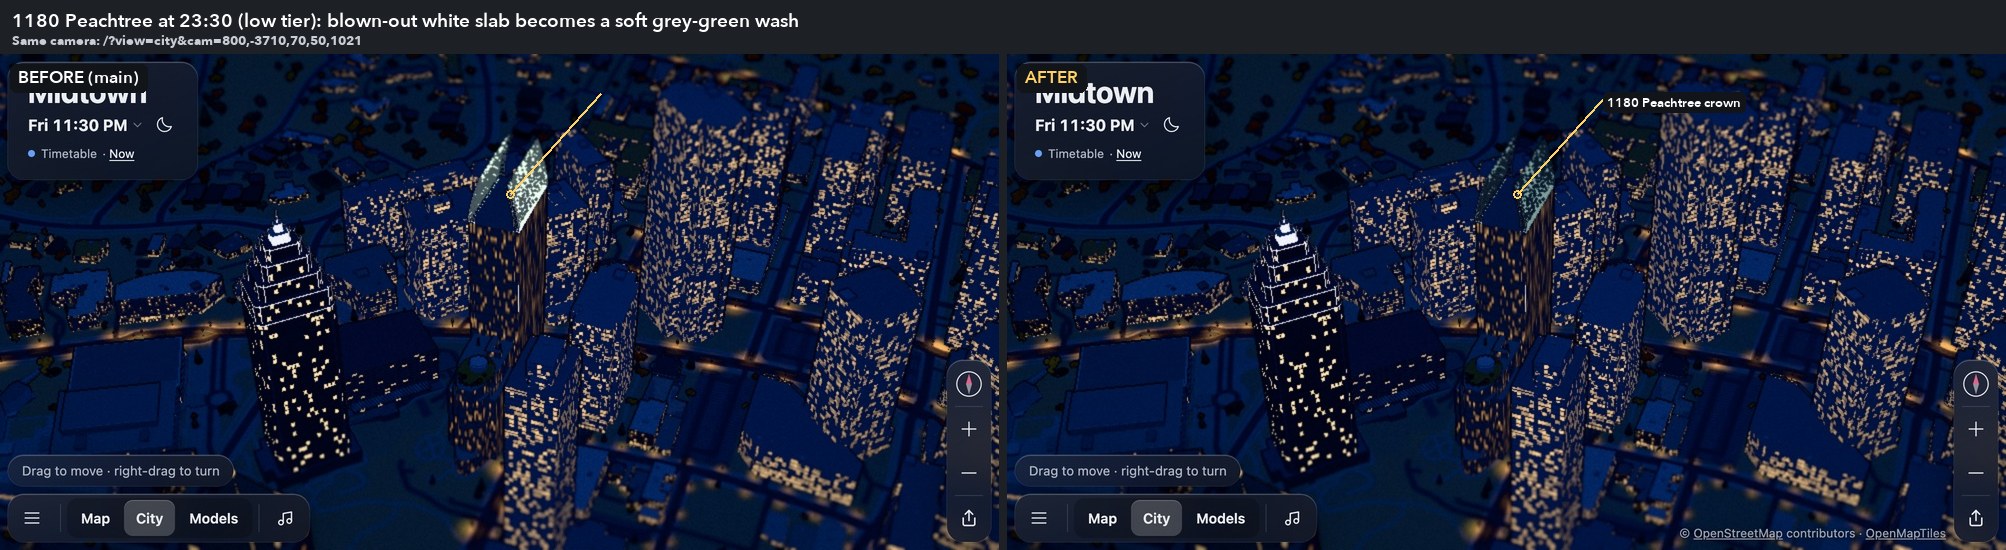 1180 Peachtree at 23:30 (low tier): blown-out white slab becomes a soft grey-green wash
Same camera: /?view=city&cam=800,-3710,70,50,1021
BEFORE (main)
Midtown
Fri 11:30 PM
Timetable · Now
Drag to move · right-drag to turn
Map City Models
AFTER
Midtown
Fri 11:30 PM
Timetable · Now
1180 Peachtree crown
Drag to move · right-drag to turn
Map City Models
© OpenStreetMap contributors · OpenMapTiles